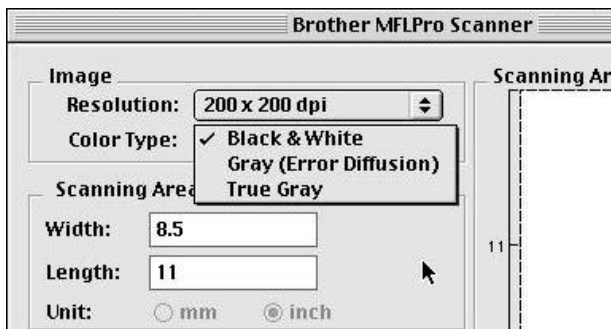 Brother MFLPro Scanner
Image
Resolution: 200 x 200 dpi
Color Type: ✓ Black & White
Gray (Error Diffusion)
True Gray
Scanning Area
Width: 8.5
Length: 11
Unit: mm inch
Scanning Ar
11